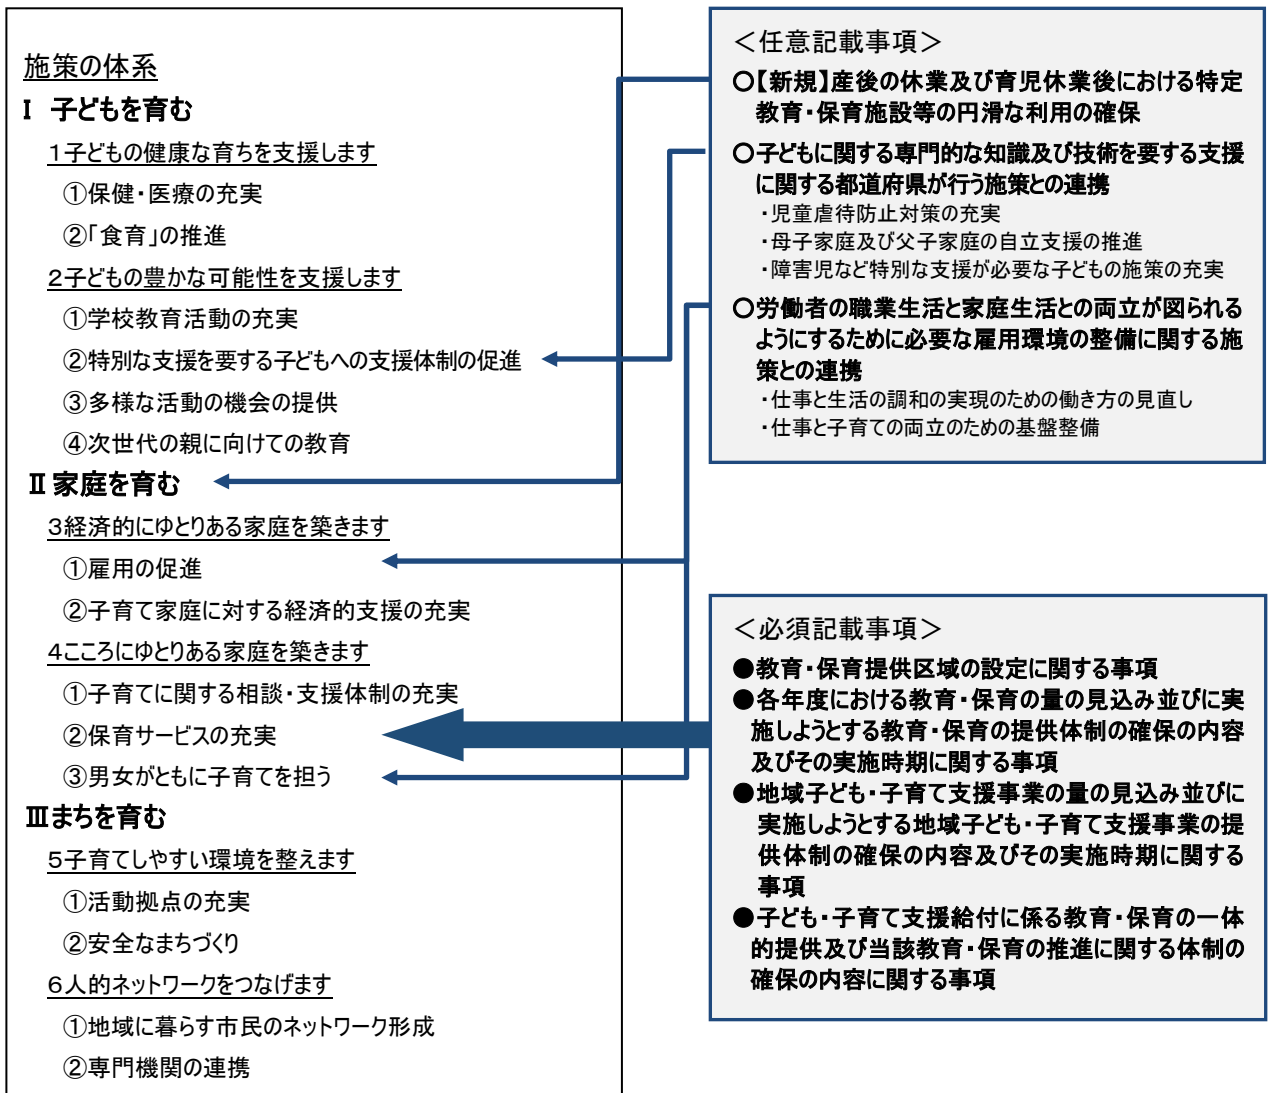 施策の体系
Ⅰ 子どもを育む
1子どもの健康な育ちを支援します
①保健・医療の充実
②「食育」の推進
2子どもの豊かな可能性を支援します
①学校教育活動の充実
②特別な支援を要する子どもへの支援体制の促進
③多様な活動の機会の提供
④次世代の親に向けての教育
Ⅱ家庭を育む
3経済的にゆとりある家庭を築きます
①雇用の促進
②子育て家庭に対する経済的支援の充実
4こころにゆとりある家庭を築きます
①子育てに関する相談・支援体制の充実
②保育サービスの充実
③男女がともに子育てを担う
Ⅲまちを育む
5子育てしやすい環境を整えます
①活動拠点の充実
②安全なまちづくり
6人的ネットワークをつなげます
①地域に暮らす市民のネットワーク形成
②専門機関の連携
＜任意記載事項＞
○【新規】産後の休業及び育児休業後における特定
教育・保育施設等の円滑な利用の確保
○子どもに関する専門的な知識及び技術を要する支援
に関する都道府県が行う施策との連携
・児童虐待防止対策の充実
・母子家庭及び父子家庭の自立支援の推進
・障害児など特別な支援が必要な子どもの施策の充実
○労働者の職業生活と家庭生活との両立が図られる
ようにするために必要な雇用環境の整備に関する施
策との連携
・仕事と生活の調和の実現のための働き方の見直し
・仕事と子育ての両立のための基盤整備
＜必須記載事項＞
●教育・保育提供区域の設定に関する事項
●各年度における教育・保育の量の見込み並びに実
施しようとする教育・保育の提供体制の確保の内容
及びその実施時期に関する事項
●地域子ども・子育て支援事業の量の見込み並びに
実施しようとする地域子ども・子育て支援事業の提
供体制の確保の内容及びその実施時期に関する
事項
●子ども・子育て支援給付に係る教育・保育の一体
的提供及び当該教育・保育の推進に関する体制の
確保の内容に関する事項